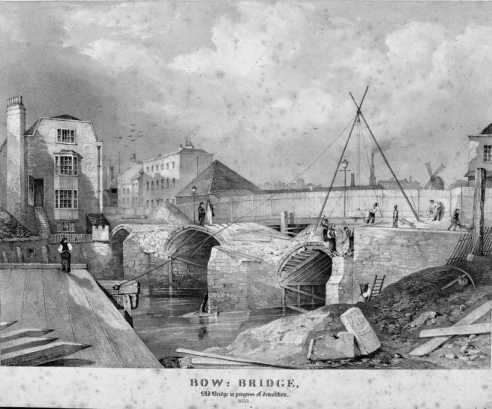 BOW: BRIDGE,
Old Bridge in progress of demolition.